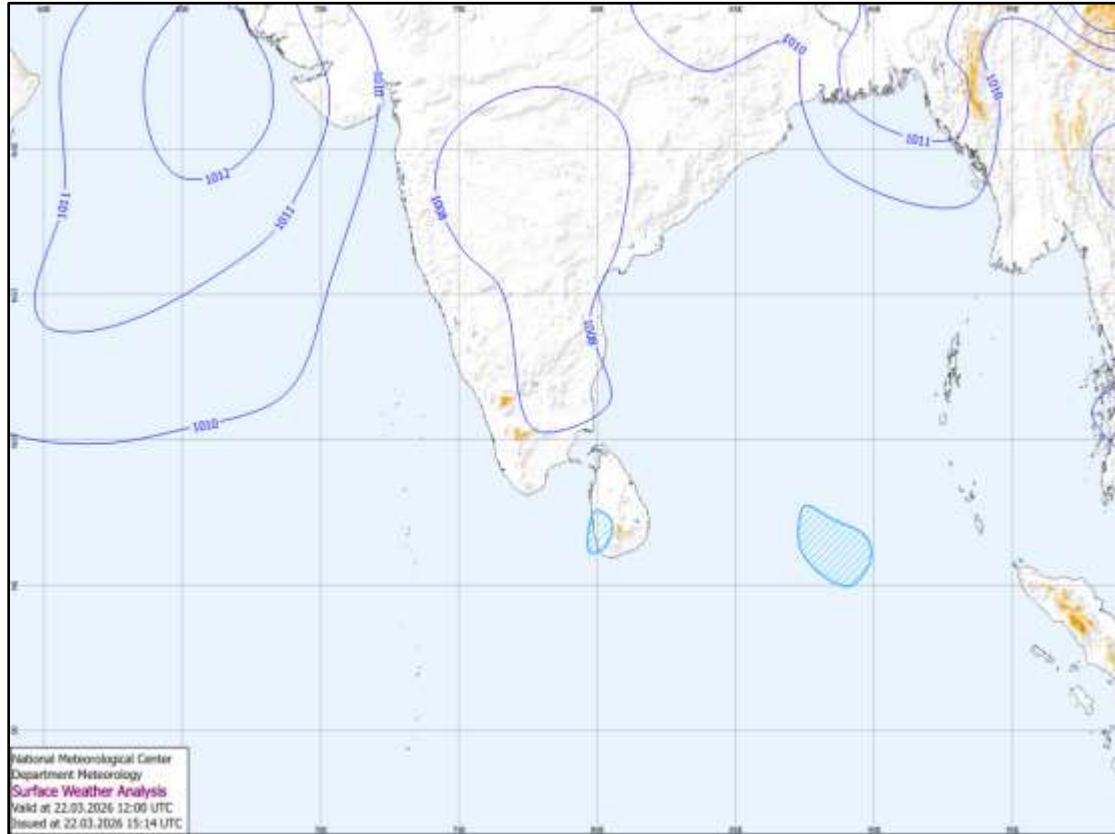 1010
1010
1010
1012
1011
1011
1011
1008
1008
1010
National Meteorological Center
Department Meteorology
Surface Weather Analysis
Valid at 22.03.2026 12:00 UTC
Issued at 22.03.2026 15:14 UTC